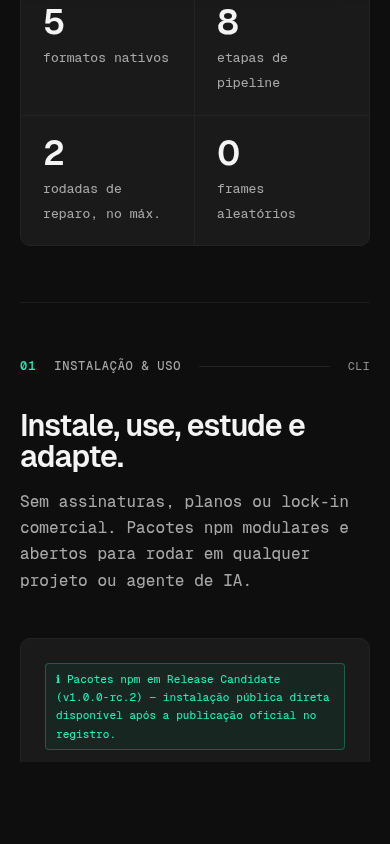 5
formatos nativos
8
etapas de
pipeline
2
rodadas de
reparo, no máx.
0
frames
aleatórios
01 INSTALAÇÃO & USO CLI
Instale, use, estude e
adapte.
Sem assinaturas, planos ou lock-in
comercial. Pacotes npm modulares e
abertos para rodar em qualquer
projeto ou agente de IA.
ℹ Pacotes npm em Release Candidate
(v1.0.0-rc.2) — instalação pública direta
disponível após a publicação oficial no
registro.